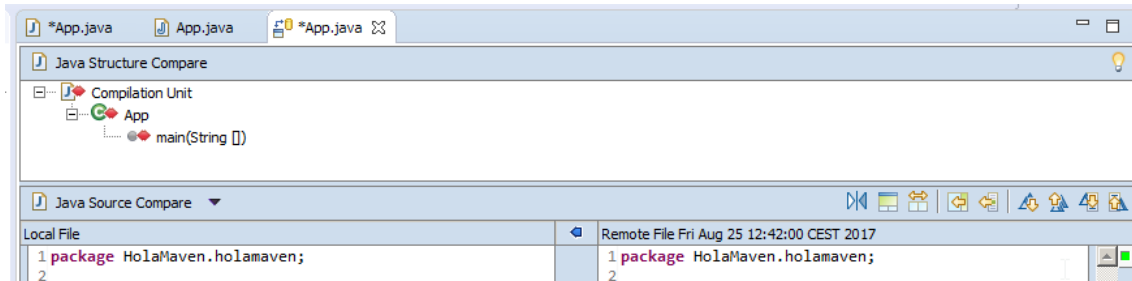 *App.java App.java *App.java
Java Structure Compare
Compilation Unit
App
main(String [])
Java Source Compare
Local File Remote File Fri Aug 25 12:42:00 CEST 2017
1 package HolaMaven.holamaven; 1 package HolaMaven.holamaven;
2 2